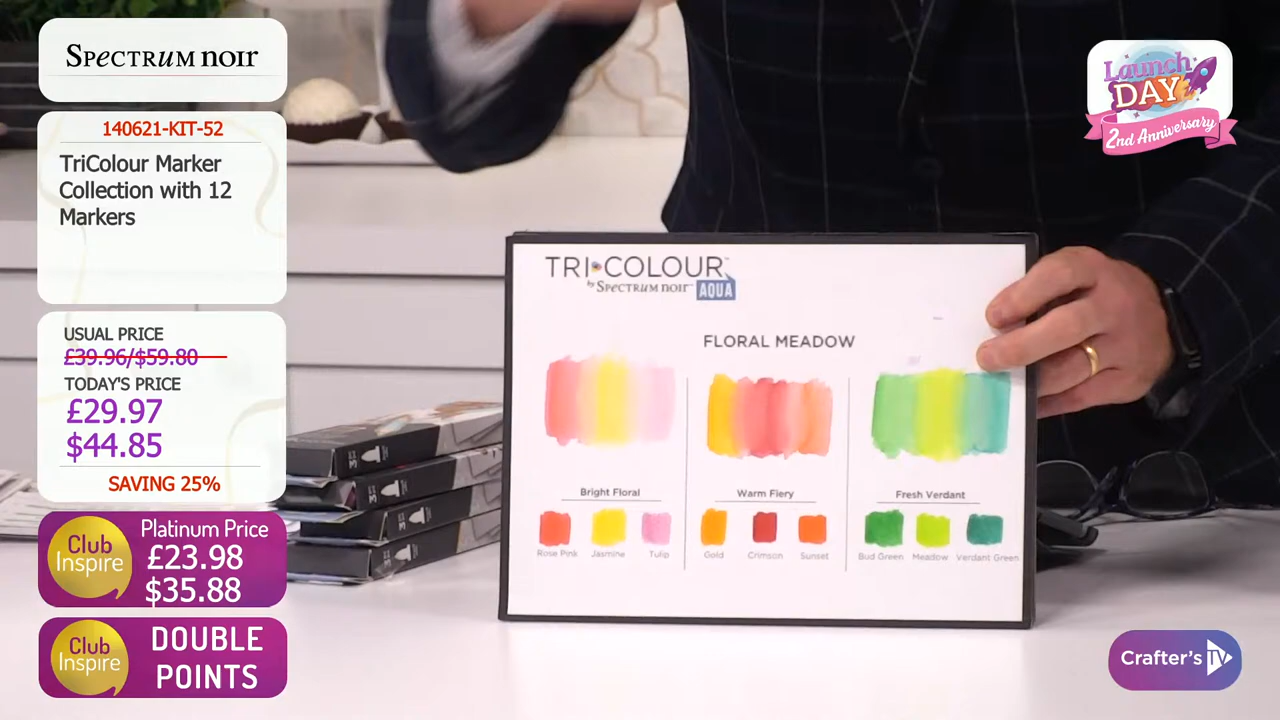 Spectrum noir
140621-KIT-52
TriColour Marker
Collection with 12
Markers
USUAL PRICE
£39.96/$59.80
TODAY'S PRICE
£29.97
$44.85
SAVING 25%
Club
Inspire
Platinum Price
£23.98
$35.88
Club
Inspire
DOUBLE
POINTS
Launch
DAY
2nd Anniversary
TRI•COLOUR™
by Spectrum noir™ AQUA
FLORAL MEADOW
Bright Floral
Warm Fiery
Fresh Verdant
Rose Pink
Jasmine
Tulip
Gold
Crimson
Sunset
Bud Green
Meadow
Verdant Green
Crafter's TV